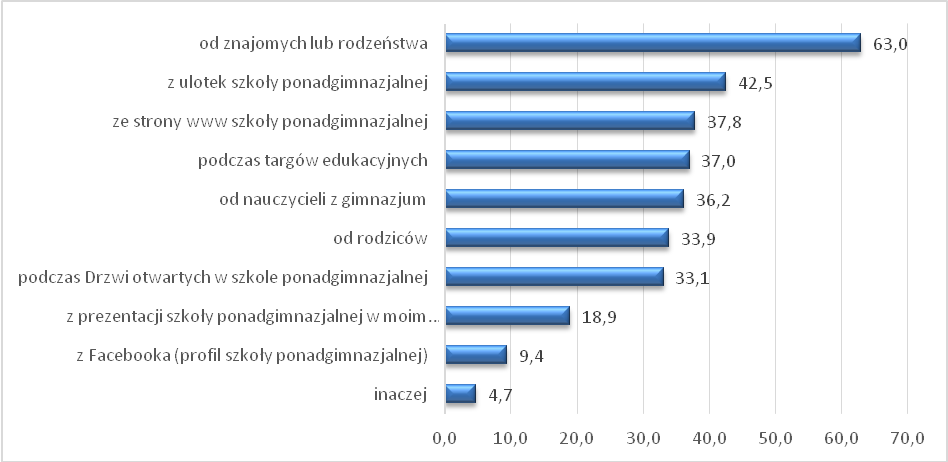 od znajomych lub rodzeństwa 63,0
z ulotek szkoły ponadgimnazjalnej 42,5
ze strony www szkoły ponadgimnazjalnej 37,8
podczas targów edukacyjnych 37,0
od nauczycieli z gimnazjum 36,2
od rodziców 33,9
podczas Drzwi otwartych w szkole ponadgimnazjalnej 33,1
z prezentacji szkoły ponadgimnazjalnej w moim... 18,9
z Facebooka (profil szkoły ponadgimnazjalnej) 9,4
inaczej 4,7
0,0 10,0 20,0 30,0 40,0 50,0 60,0 70,0